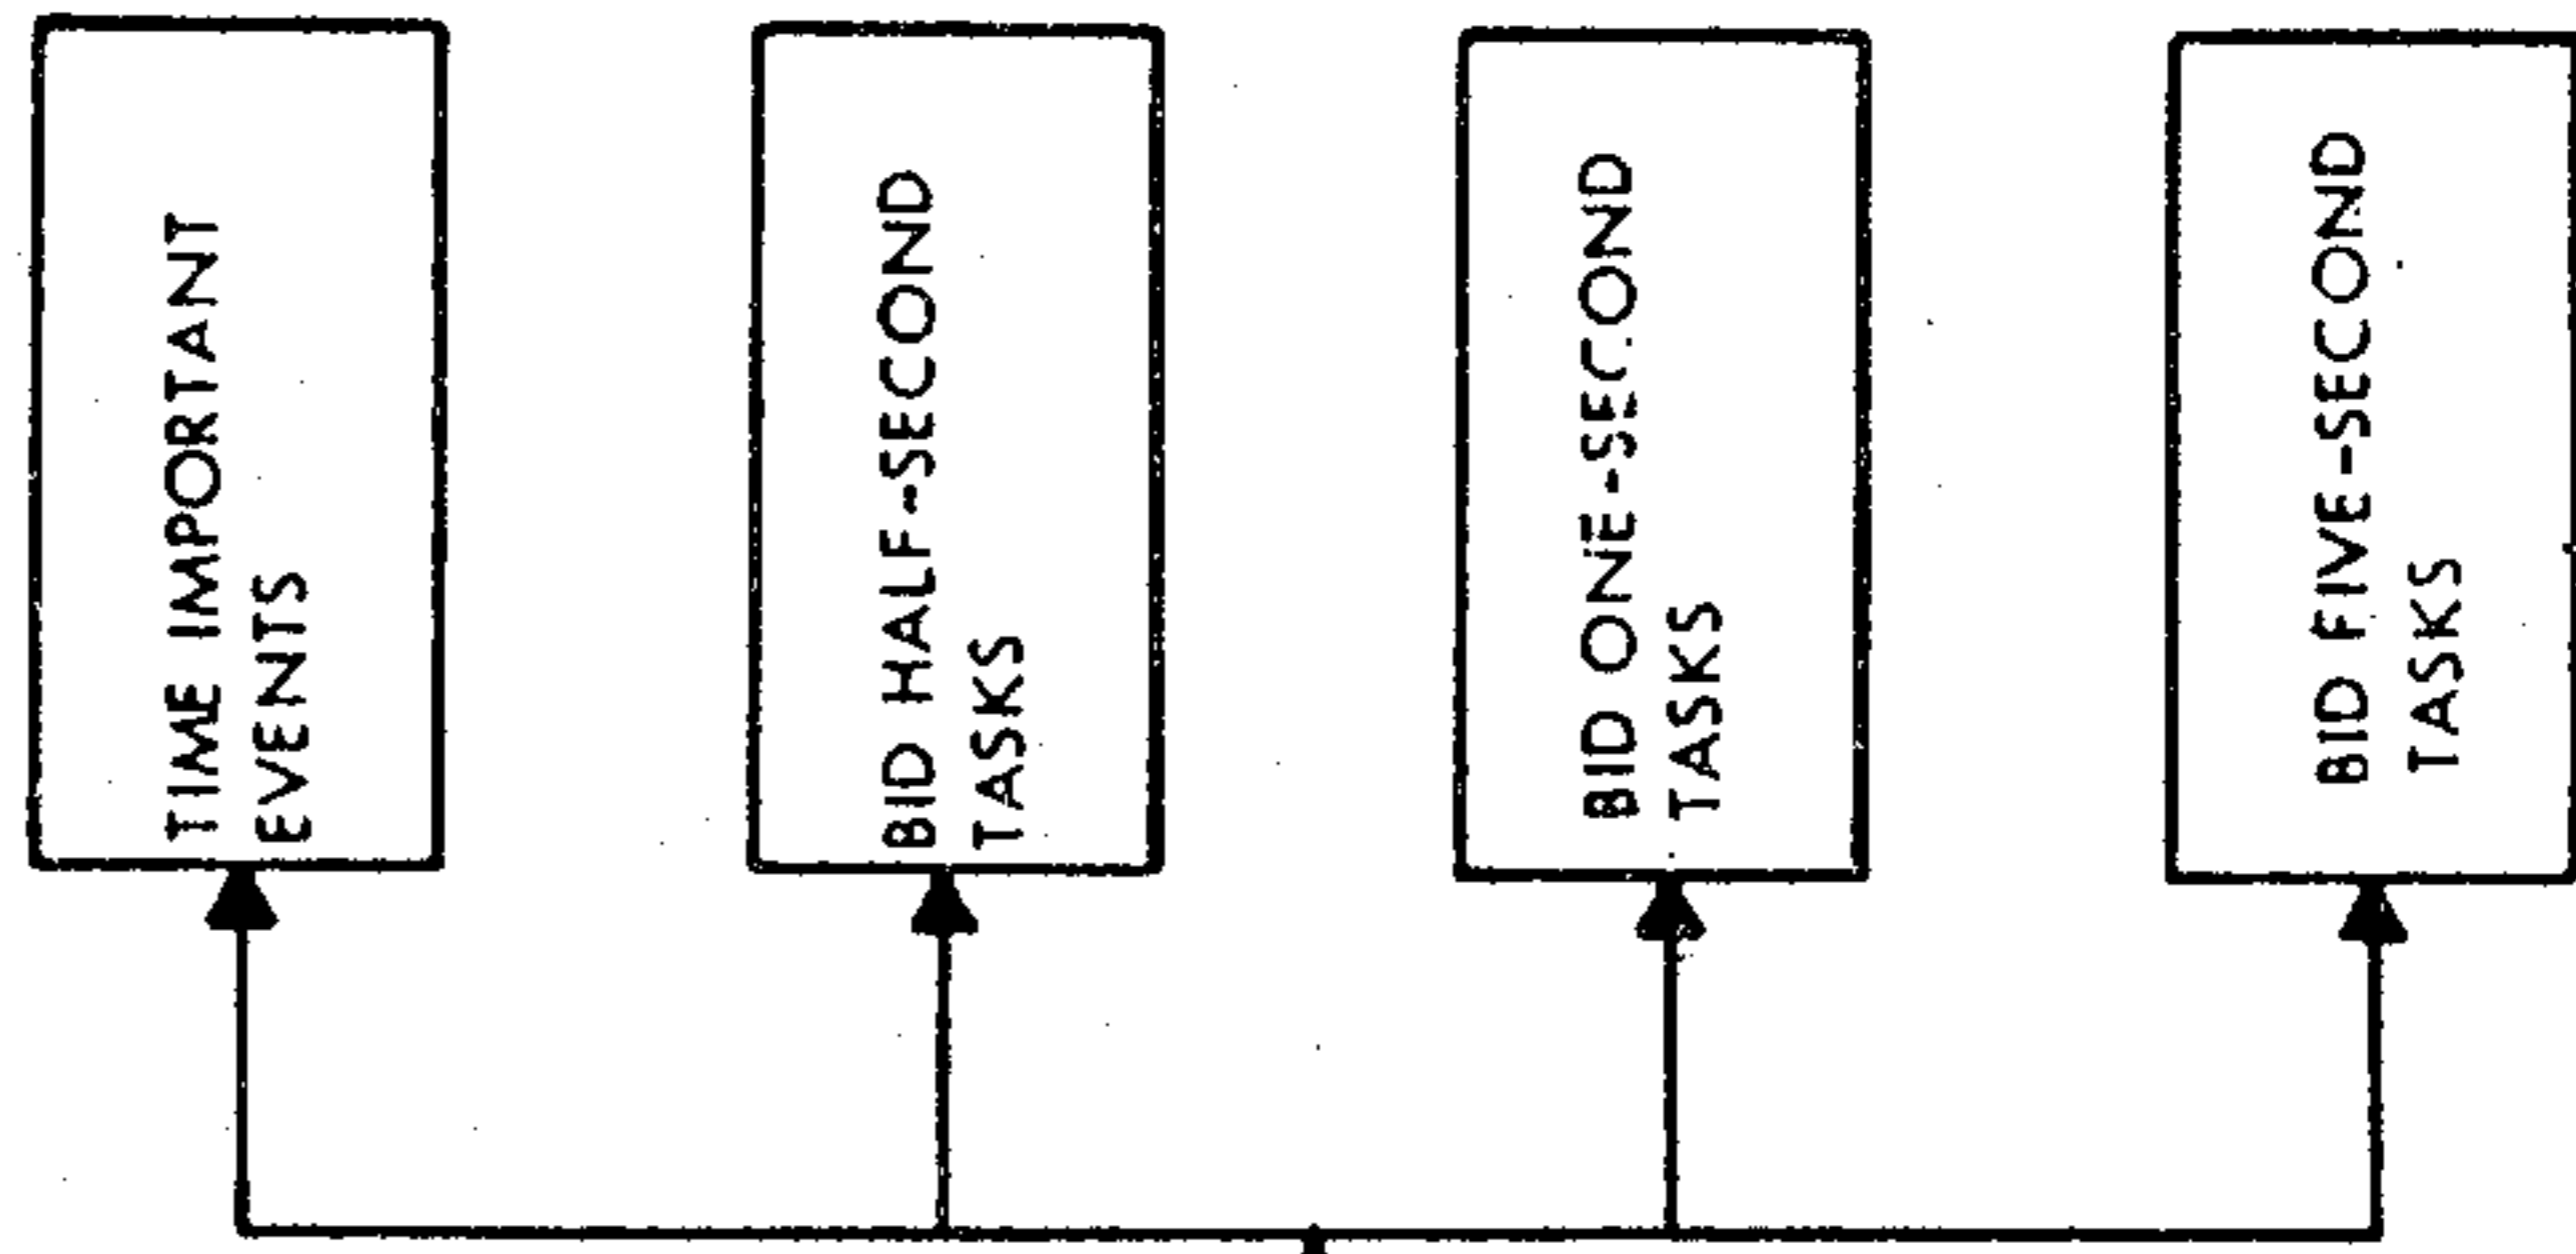 TIME IMPORTANT
EVENTS
BID HALF-SECOND
TASKS
BID ONE-SECOND
TASKS
BID FIVE-SECOND
TASKS